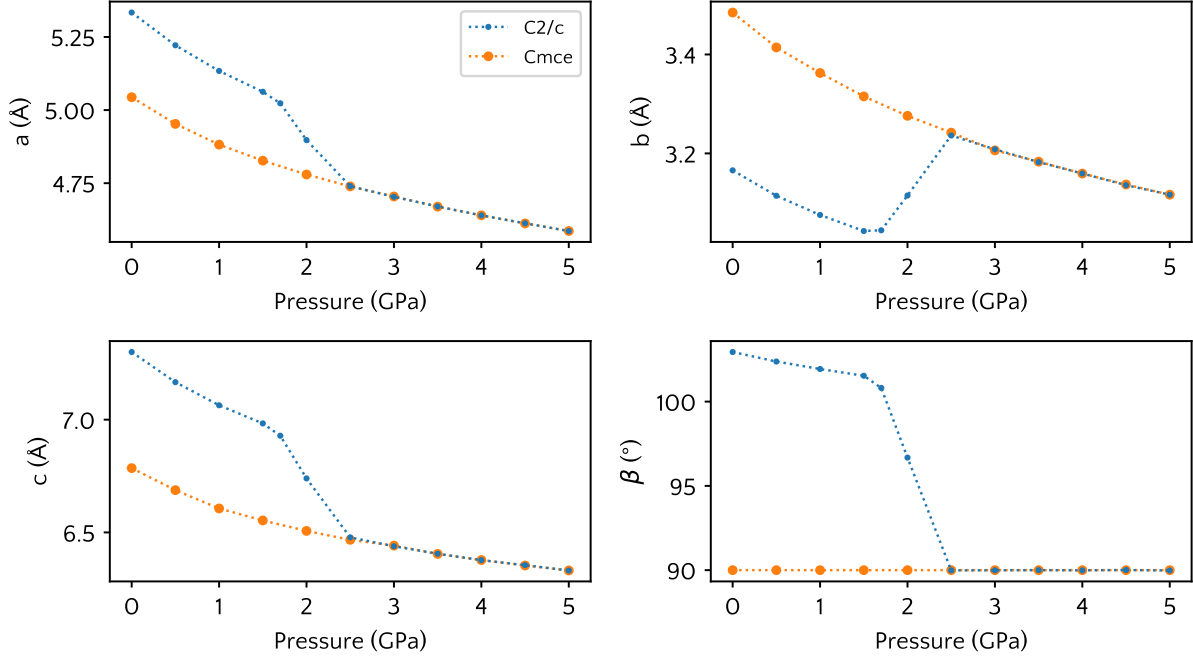 5.25
5.00
4.75
a (Å)
C2/c
Cmce
0 1 2 3 4 5
Pressure (GPa)
3.4
3.2
b (Å)
0 1 2 3 4 5
Pressure (GPa)
7.0
6.5
c (Å)
0 1 2 3 4 5
Pressure (GPa)
100
95
90
β (°)
0 1 2 3 4 5
Pressure (GPa)